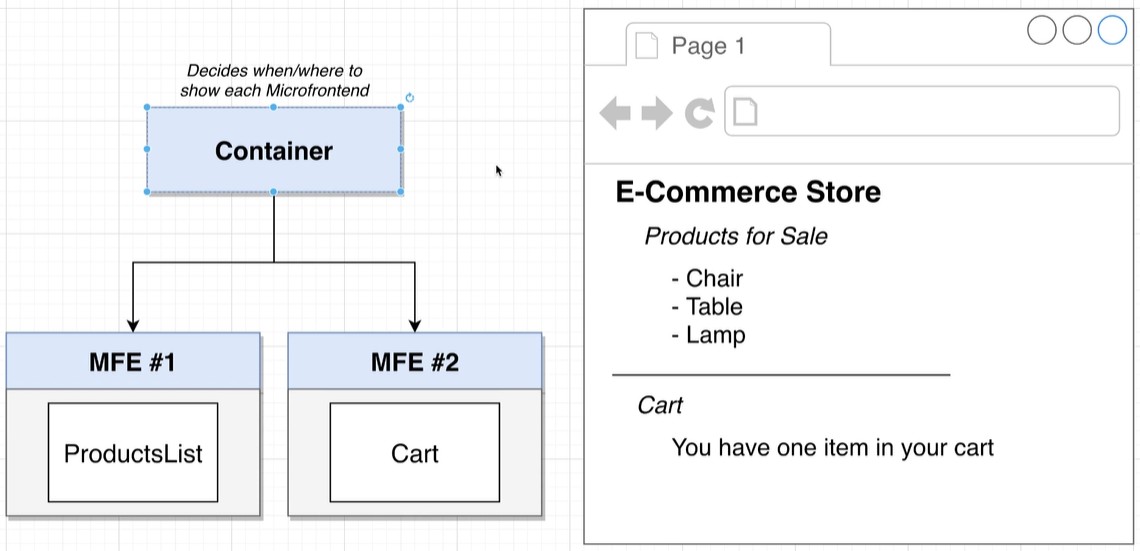 Decides when/where to
show each Microfrontend
Container
MFE #1
ProductsList
MFE #2
Cart
Page 1
E-Commerce Store
Products for Sale
- Chair
- Table
- Lamp
Cart
You have one item in your cart